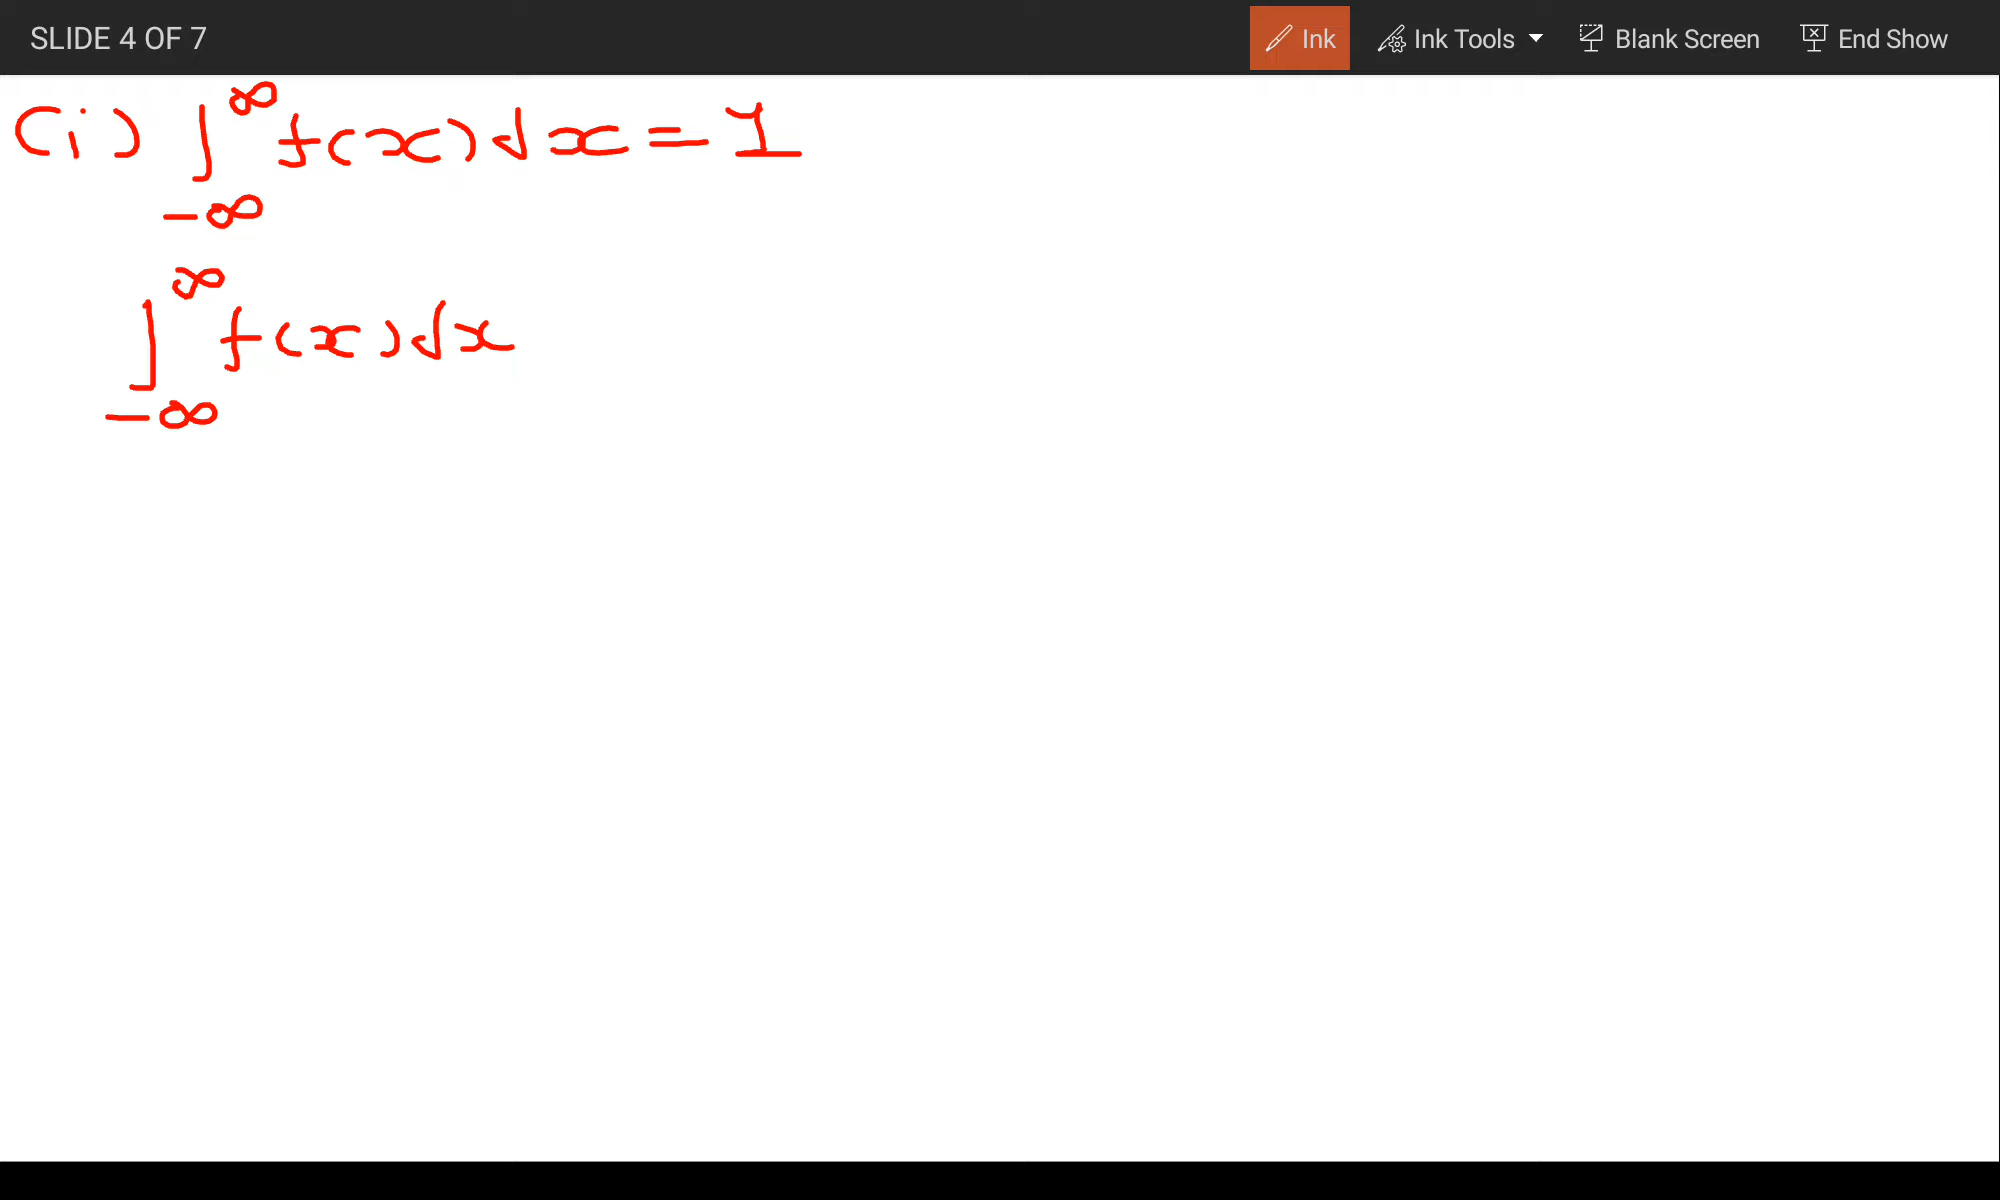 SLIDE 4 OF 7 Ink Ink Tools Blank Screen End Show
(i) ∫_{-∞}^{∞} f(x)dx = 1
∫_{-∞}^{∞} f(x)dx